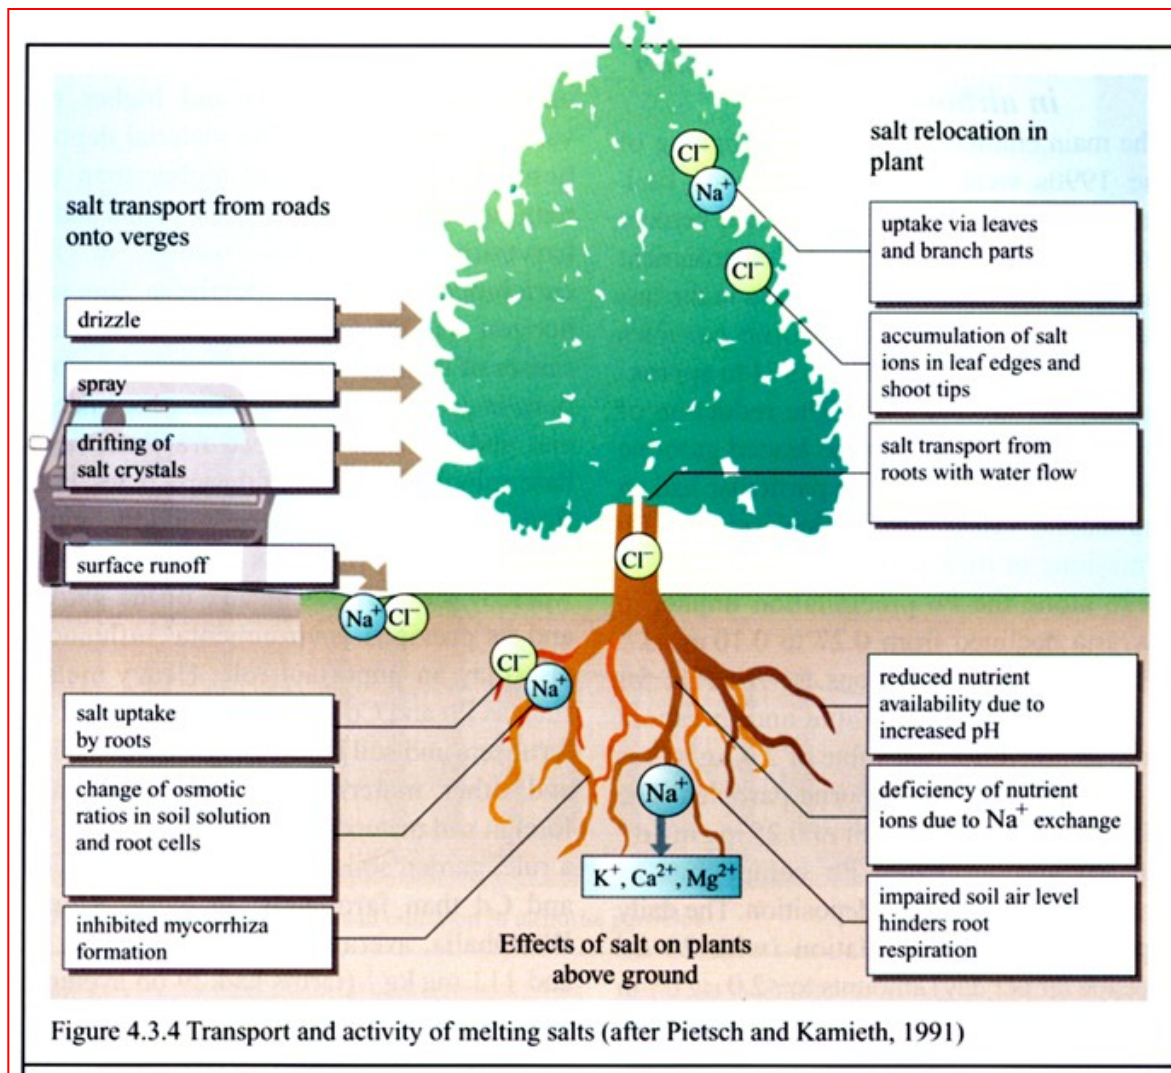 salt transport from roads
onto verges
drizzle
spray
drifting of
salt crystals
surface runoff
Na⁺ Cl⁻
salt uptake
by roots
change of osmotic
ratios in soil solution
and root cells
inhibited mycorrhiza
formation
Cl⁻
Na⁺
Cl⁻
Cl⁻
Cl⁻
Na⁺
Na⁺
K⁺, Ca²⁺, Mg²⁺
Effects of salt on plants
above ground
salt relocation in
plant
uptake via leaves
and branch parts
accumulation of salt
ions in leaf edges and
shoot tips
salt transport from
roots with water flow
reduced nutrient
availability due to
increased pH
deficiency of nutrient
ions due to Na⁺ exchange
impaired soil air level
hinders root
respiration
Figure 4.3.4 Transport and activity of melting salts (after Pietsch and Kamieth, 1991)